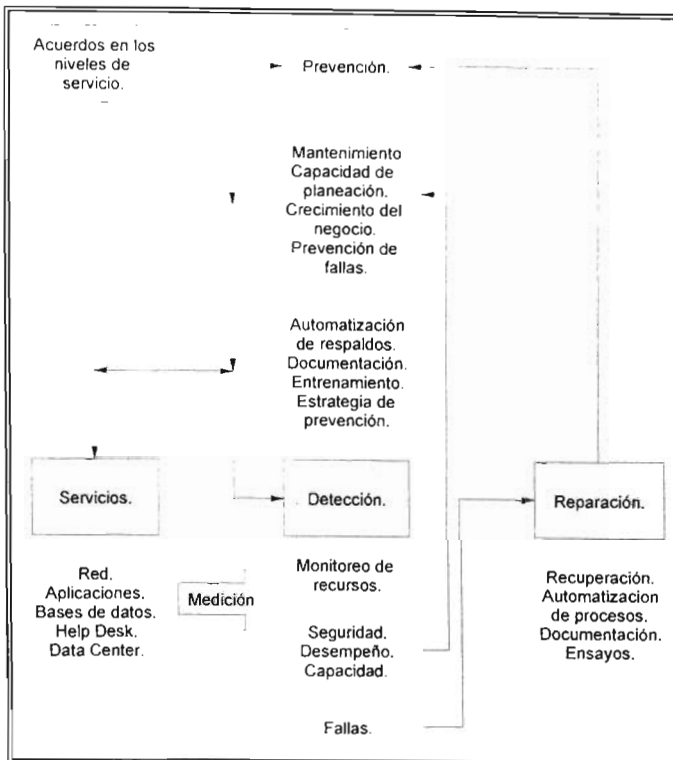 Acuerdos en los
niveles de
servicio.
Prevención.
Mantenimiento
Capacidad de
planeación.
Crecimiento del
negocio.
Prevención de
fallas.
Automatización
de respaldos.
Documentación.
Entrenamiento.
Estrategia de
prevención.
Servicios.
Detección.
Reparación.
Red.
Aplicaciones.
Bases de datos.
Help Desk.
Data Center.
Medición
Monitoreo de
recursos.
Seguridad.
Desempeño.
Capacidad.
Fallas.
Recuperación.
Automatizacion
de procesos.
Documentación.
Ensayos.